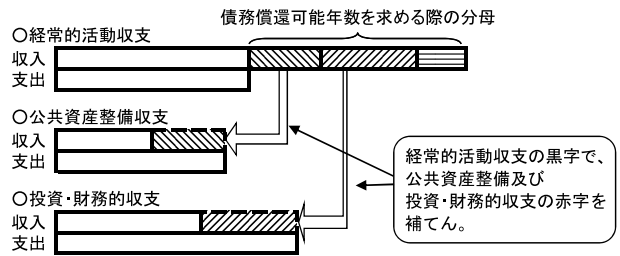 債務償還可能年数を求める際の分母
○経常的活動収支
収入
支出
○公共資産整備収支
収入
支出
○投資・財務的収支
収入
支出
経常的活動収支の黒字で、
公共資産整備及び
投資・財務的収支の赤字を
補てん。